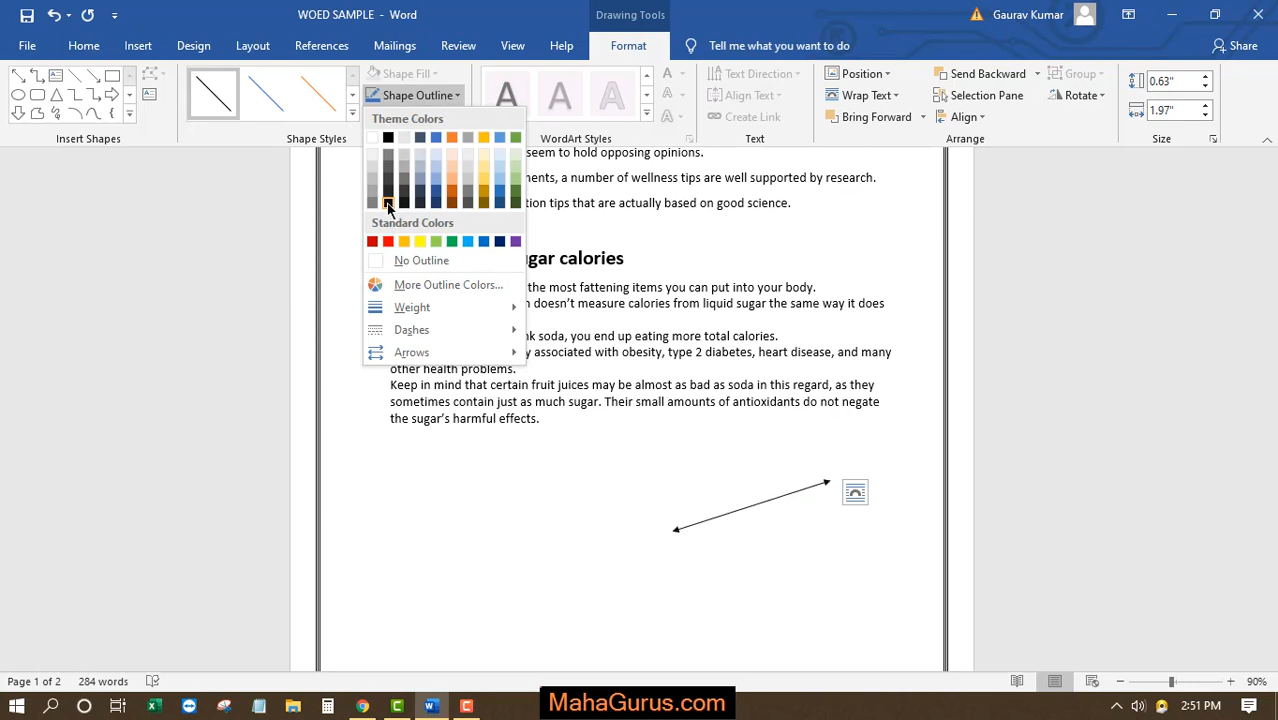 WOED SAMPLE - Word
Drawing Tools
Gaurav Kumar
File Home Insert Design Layout References Mailings Review View Help Format Tell me what you want to do Share
Shape Fill
Shape Outline
Text Direction
Align Text
Create Link
Position
Wrap Text
Bring Forward
Send Backward
Selection Pane
Align
Group
Rotate
0.63"
1.97"
Insert Shapes Shape Styles WordArt Styles Text Arrange Size
Theme Colors
Standard Colors
No Outline
More Outline Colors...
Weight
Dashes
Arrows
seem to hold opposing opinions.
ments, a number of wellness tips are well supported by research.
tion tips that are actually based on good science.
gar calories
the most fattening items you can put into your body.
n doesn't measure calories from liquid sugar the same way it does
nk soda, you end up eating more total calories.
y associated with obesity, type 2 diabetes, heart disease, and many
other health problems.
Keep in mind that certain fruit juices may be almost as bad as soda in this regard, as they
sometimes contain just as much sugar. Their small amounts of antioxidants do not negate
the sugar's harmful effects.
Page 1 of 2 284 words 90%
MahaGurus.com
2:51 PM